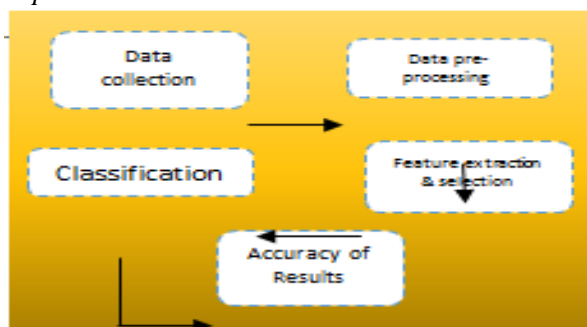 Data
collection
Data pre-
processing
Classification
Feature extraction
& selection
Accuracy of
Results